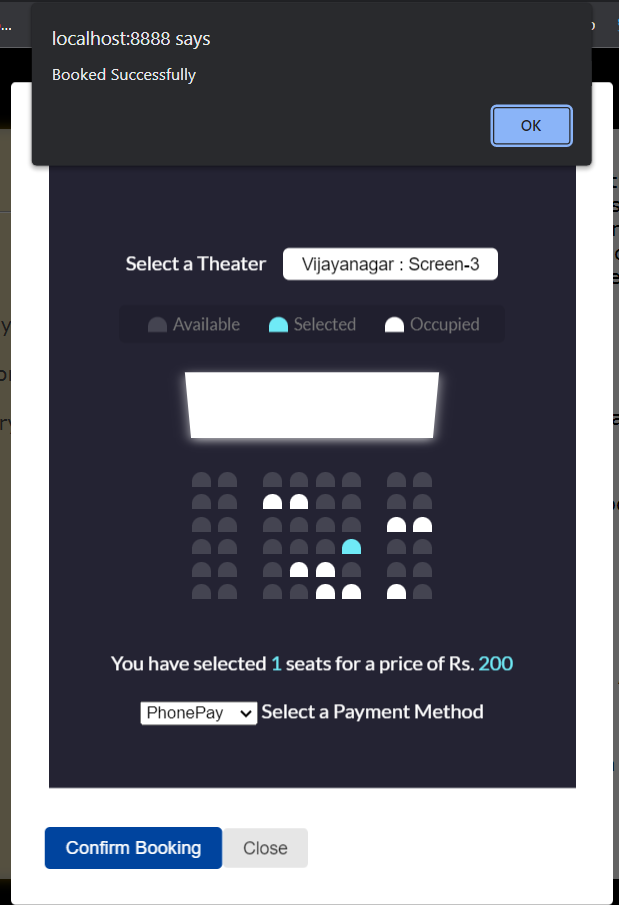 localhost:8888 says
Booked Successfully
OK
Select a Theater Vijayanagar : Screen-3
Available Selected Occupied
You have selected 1 seats for a price of Rs. 200
PhonePay Select a Payment Method
Confirm Booking Close